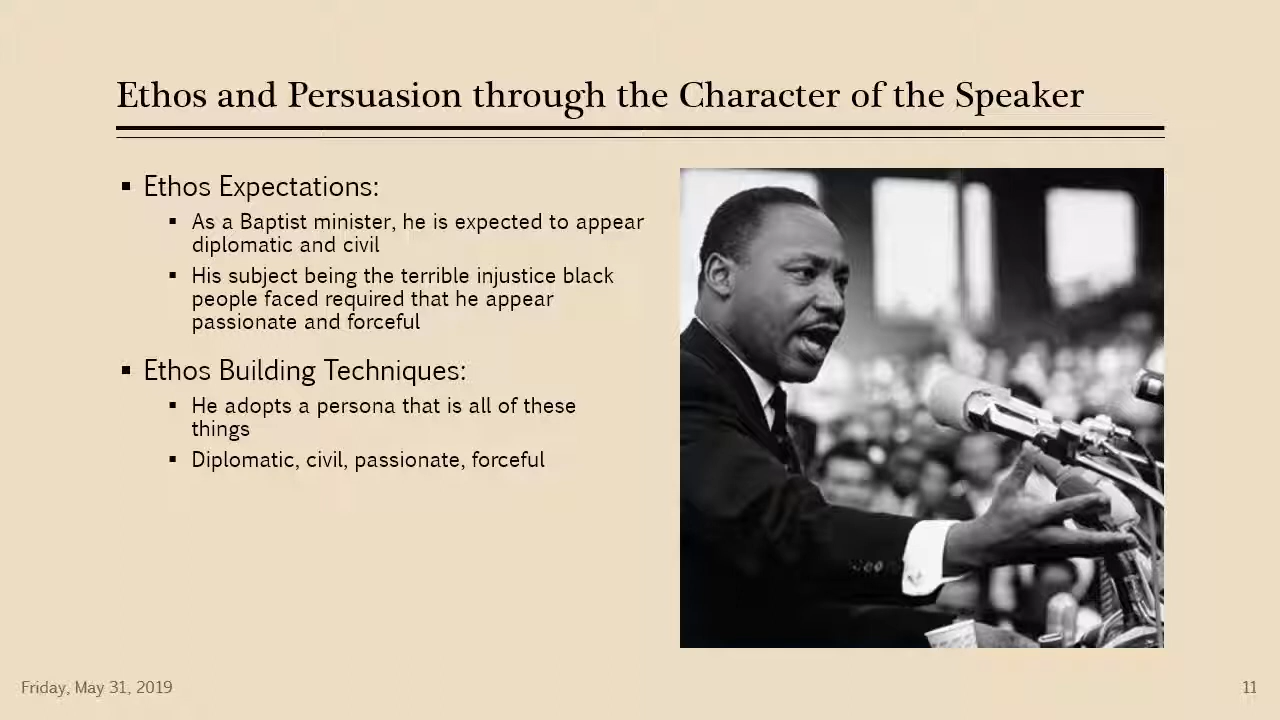 Ethos and Persuasion through the Character of the Speaker
▪ Ethos Expectations:
▪ As a Baptist minister, he is expected to appear
diplomatic and civil
▪ His subject being the terrible injustice black
people faced required that he appear
passionate and forceful
▪ Ethos Building Techniques:
▪ He adopts a persona that is all of these
things
▪ Diplomatic, civil, passionate, forceful
Friday, May 31, 2019
11